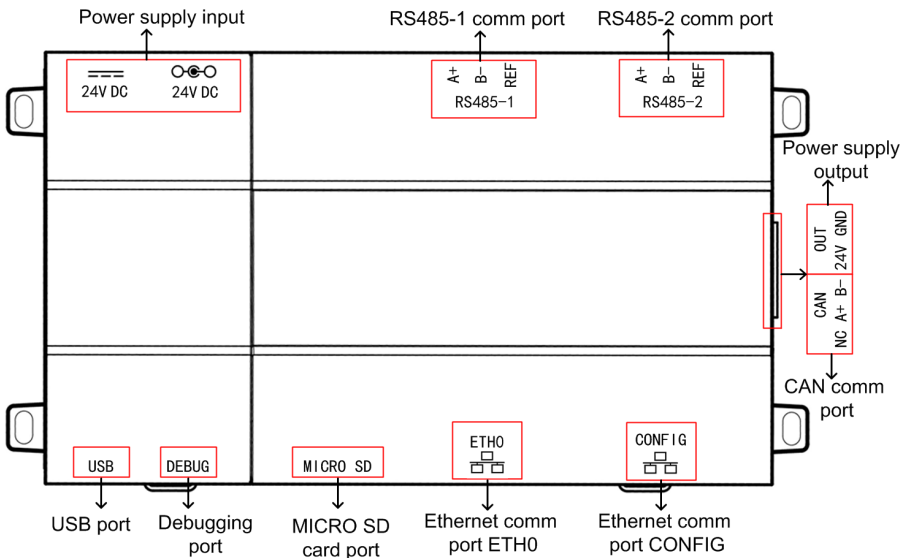 Power supply input
RS485-1 comm port
RS485-2 comm port
24V DC
24V DC
A+
B-
REF
RS485-1
A+
B-
REF
RS485-2
Power supply
output
OUT
24V GND
CAN
NC A+ B-
CAN comm
port
USB
DEBUG
MICRO SD
ETH0
CONFIG
USB port
Debugging
port
MICRO SD
card port
Ethernet comm
port ETH0
Ethernet comm
port CONFIG